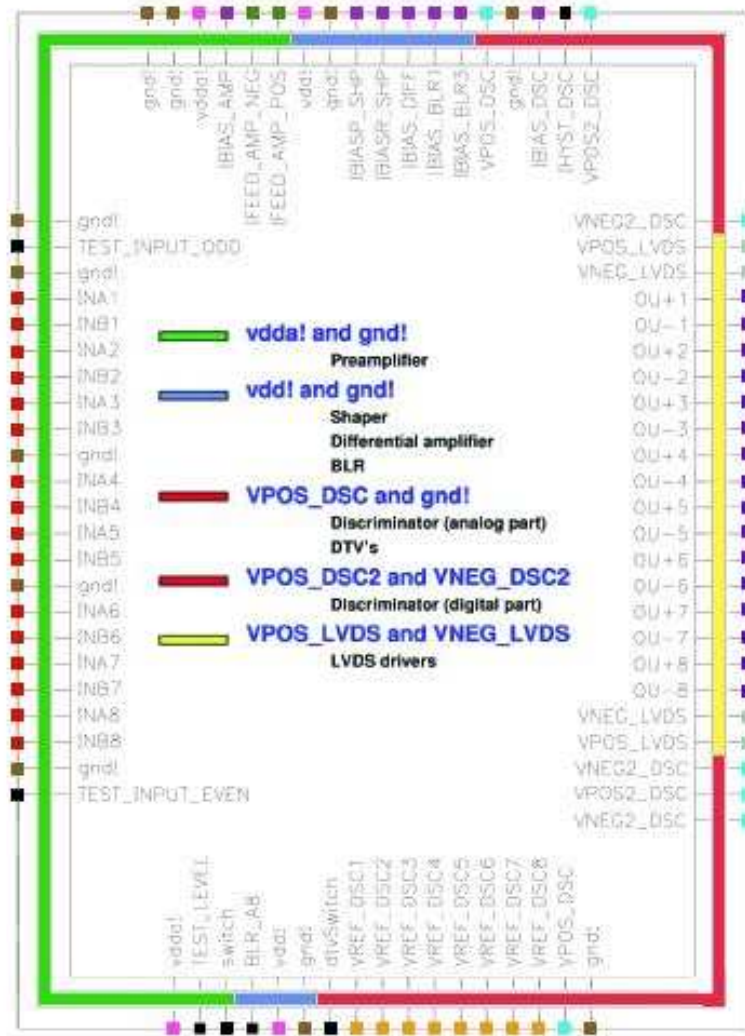 gnd!
gnd!
vdda!
IBIAS_AMP
IFEED_AMP_NEG
IFEED_AMP_POS
vdd!
gnd!
IBIASP_SHP
IBIASR_SHP
IBIAS_DIFF
IBIAS_BLR1
IBIAS_BLR3
VPOS_DSC
gnd!
IBIAS_DSC
IHYST_DSC
VPOS2_DSC
gnd!
TEST_INPUT_ODD
gnd!
INA1
INB1
INA2
INB2
INA3
INB3
gnd!
INA4
INB4
INA5
INB5
gnd!
INA6
INB6
INA7
INB7
INA8
INB8
gnd!
TEST_INPUT_EVEN
vdda! and gnd!
Preamplifier
vdd! and gnd!
Shaper
Differential amplifier
BLR
VPOS_DSC and gnd!
Discriminator (analog part)
DTV's
VPOS_DSC2 and VNEG_DSC2
Discriminator (digital part)
VPOS_LVDS and VNEG_LVDS
LVDS drivers
VNEG2_DSC
VPOS_LVDS
VNEG_LVDS
OU+1
OU-1
OU+2
OU-2
OU+3
OU-3
OU+4
OU-4
OU+5
OU-5
OU+6
OU-6
OU+7
OU-7
OU+8
OU-8
VNEG_LVDS
VPOS_LVDS
VNEG2_DSC
VPOS2_DSC
VNEG2_DSC
vdda!
TEST_LEVEL
switch
BLR_AB
vdd!
gnd!
dtvSwitch
VREF_DSC1
VREF_DSC2
VREF_DSC3
VREF_DSC4
VREF_DSC5
VREF_DSC6
VREF_DSC7
VREF_DSC8
VPOS_DSC
gnd!